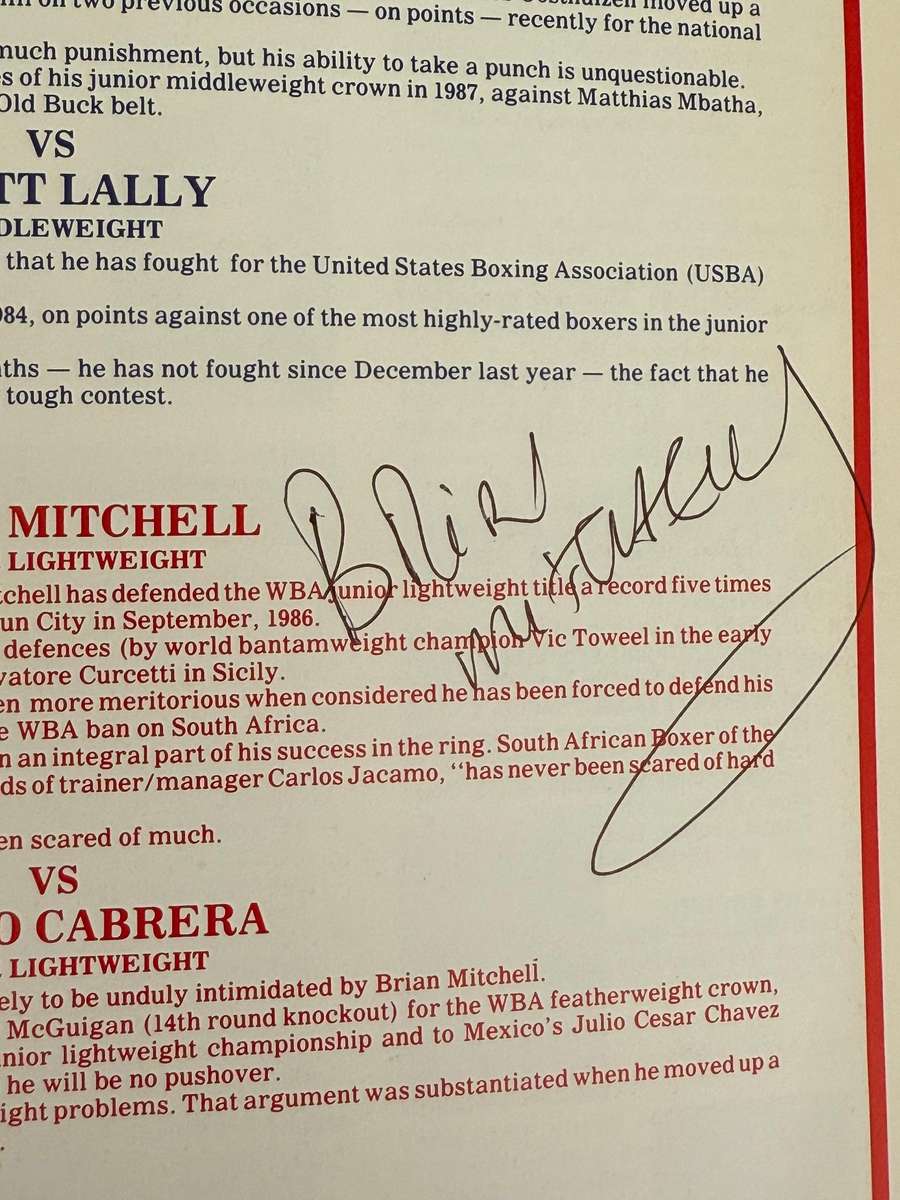 on two previous occasions — on points — recently for the national
moved up a
much punishment, but his ability to take a punch is unquestionable.
es of his junior middleweight crown in 1987, against Matthias Mbatha,
Old Buck belt.
VS
TT LALLY
DLEWEIGHT
that he has fought for the United States Boxing Association (USBA)
984, on points against one of the most highly-rated boxers in the junior
ths — he has not fought since December last year — the fact that he
tough contest.
Brian
Mitchell
MITCHELL
LIGHTWEIGHT
tchell has defended the WBA junior lightweight title a record five times
un City in September, 1986.
defences (by world bantamweight champion Vic Toweel in the early
vatore Curcetti in Sicily.
en more meritorious when considered he has been forced to defend his
e WBA ban on South Africa.
n an integral part of his success in the ring. South African Boxer of the
ds of trainer/manager Carlos Jacamo, “has never been scared of hard
en scared of much.
VS
O CABRERA
LIGHTWEIGHT
ely to be unduly intimidated by Brian Mitchell.
McGuigan (14th round knockout) for the WBA featherweight crown,
nior lightweight championship and to Mexico's Julio Cesar Chavez
he will be no pushover.
ight problems. That argument was substantiated when he moved up a